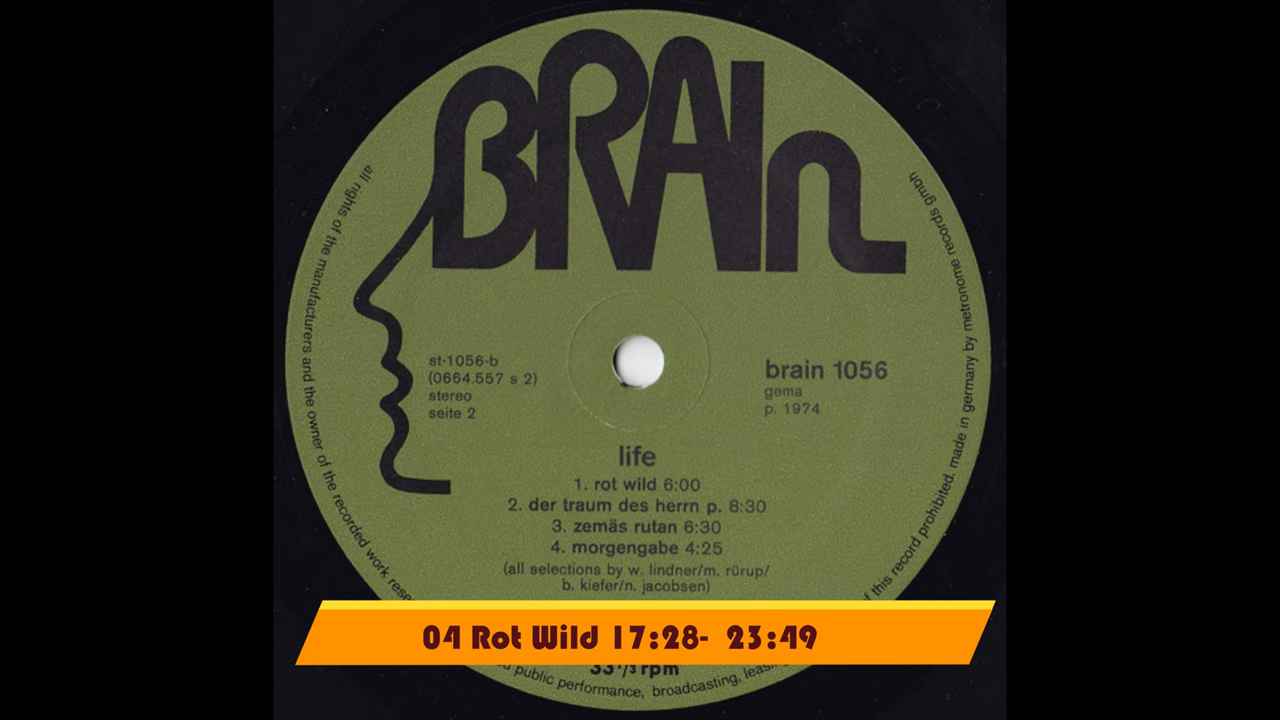 BRAIn
all rights of the manufacturers and the owner of the recorded work rese
made in germany by metronome records gmbh
st-1056-b
(0664.557 s 2)
stereo
seite 2
brain 1056
gema
p. 1974
life
1. rot wild 6:00
2. der traum des herrn p. 8:30
3. zemäs rutan 6:30
4. morgengabe 4:25
(all selections by w. lindner/m. rürup/
b. kiefer/n. jacobsen)
of this record prohibited.
04 Rot Wild 17:28- 23:49
33 1/3 rpm
public performance, broadcasting,